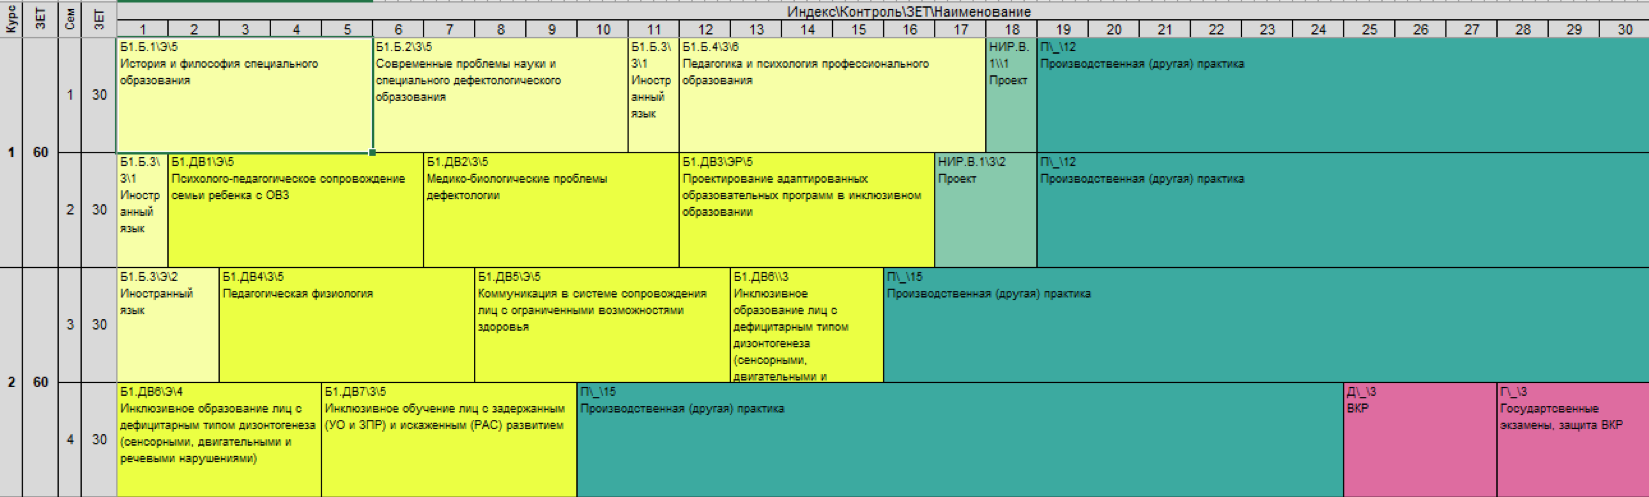 Курс ЗЕТ Сем ЗЕТ Индекс\Контроль\ЗЕТ\Наименование
1 2 3 4 5 6 7 8 9 10 11 12 13 14 15 16 17 18 19 20 21 22 23 24 25 26 27 28 29 30
1 60
1 30
Б1.Б.1\Э\5
История и философия специального
образования
Б1.Б.2\З\5
Современные проблемы науки и
специального дефектологического
образования
Б1.Б.3\
З\1
Иностр
анный
язык
Б1.Б.4\З\6
Педагогика и психология профессионального
образования
НИР.В.
1\\1
Проект
П\_\12
Производственная (другая) практика
2 30
Б1.Б.3\
З\1
Иностр
анный
язык
Б1.ДВ1\Э\5
Психолого-педагогическое сопровождение
семьи ребенка с ОВЗ
Б1.ДВ2\З\5
Медико-биологические проблемы
дефектологии
Б1.ДВ3\ЭР\5
Проектирование адаптированных
образовательных программ в инклюзивном
образовании
НИР.В.1\З\2
Проект
П\_\12
Производственная (другая) практика
2 60
3 30
Б1.Б.3\Э\2
Иностранный
язык
Б1.ДВ4\З\5
Педагогическая физиология
Б1.ДВ5\Э\5
Коммуникация в системе сопровождения
лиц с ограниченными возможностями
здоровья
Б1.ДВ6\\3
Инклюзивное
образование лиц с
дефицитарным типом
дизонтогенеза
(сенсорными,
двигательными и
П\_\15
Производственная (другая) практика
4 30
Б1.ДВ6\Э\4
Инклюзивное образование лиц с
дефицитарным типом дизонтогенеза
(сенсорными, двигательными и
речевыми нарушениями)
Б1.ДВ7\З\5
Инклюзивное обучение лиц с задержанным
(УО и ЗПР) и искаженным (РАС) развитием
П\_\15
Производственная (другая) практика
Д\_\3
ВКР
Г\_\3
Государтсвенные
экзамены, защита ВКР